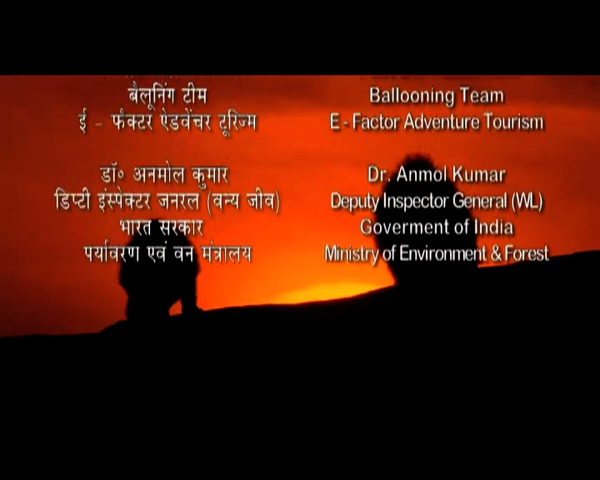 बैलूनिंग टीम
ई - फैक्टर ऐडवेंचर टूरिज्म
डॉ॰ अनमोल कुमार
डिप्टी इंस्पेक्टर जनरल (वन्य जीव)
भारत सरकार
पर्यावरण एवं वन मंत्रालय
Ballooning Team
E - Factor Adventure Tourism
Dr. Anmol Kumar
Deputy Inspector General (WL)
Goverment of India
Ministry of Environment & Forest